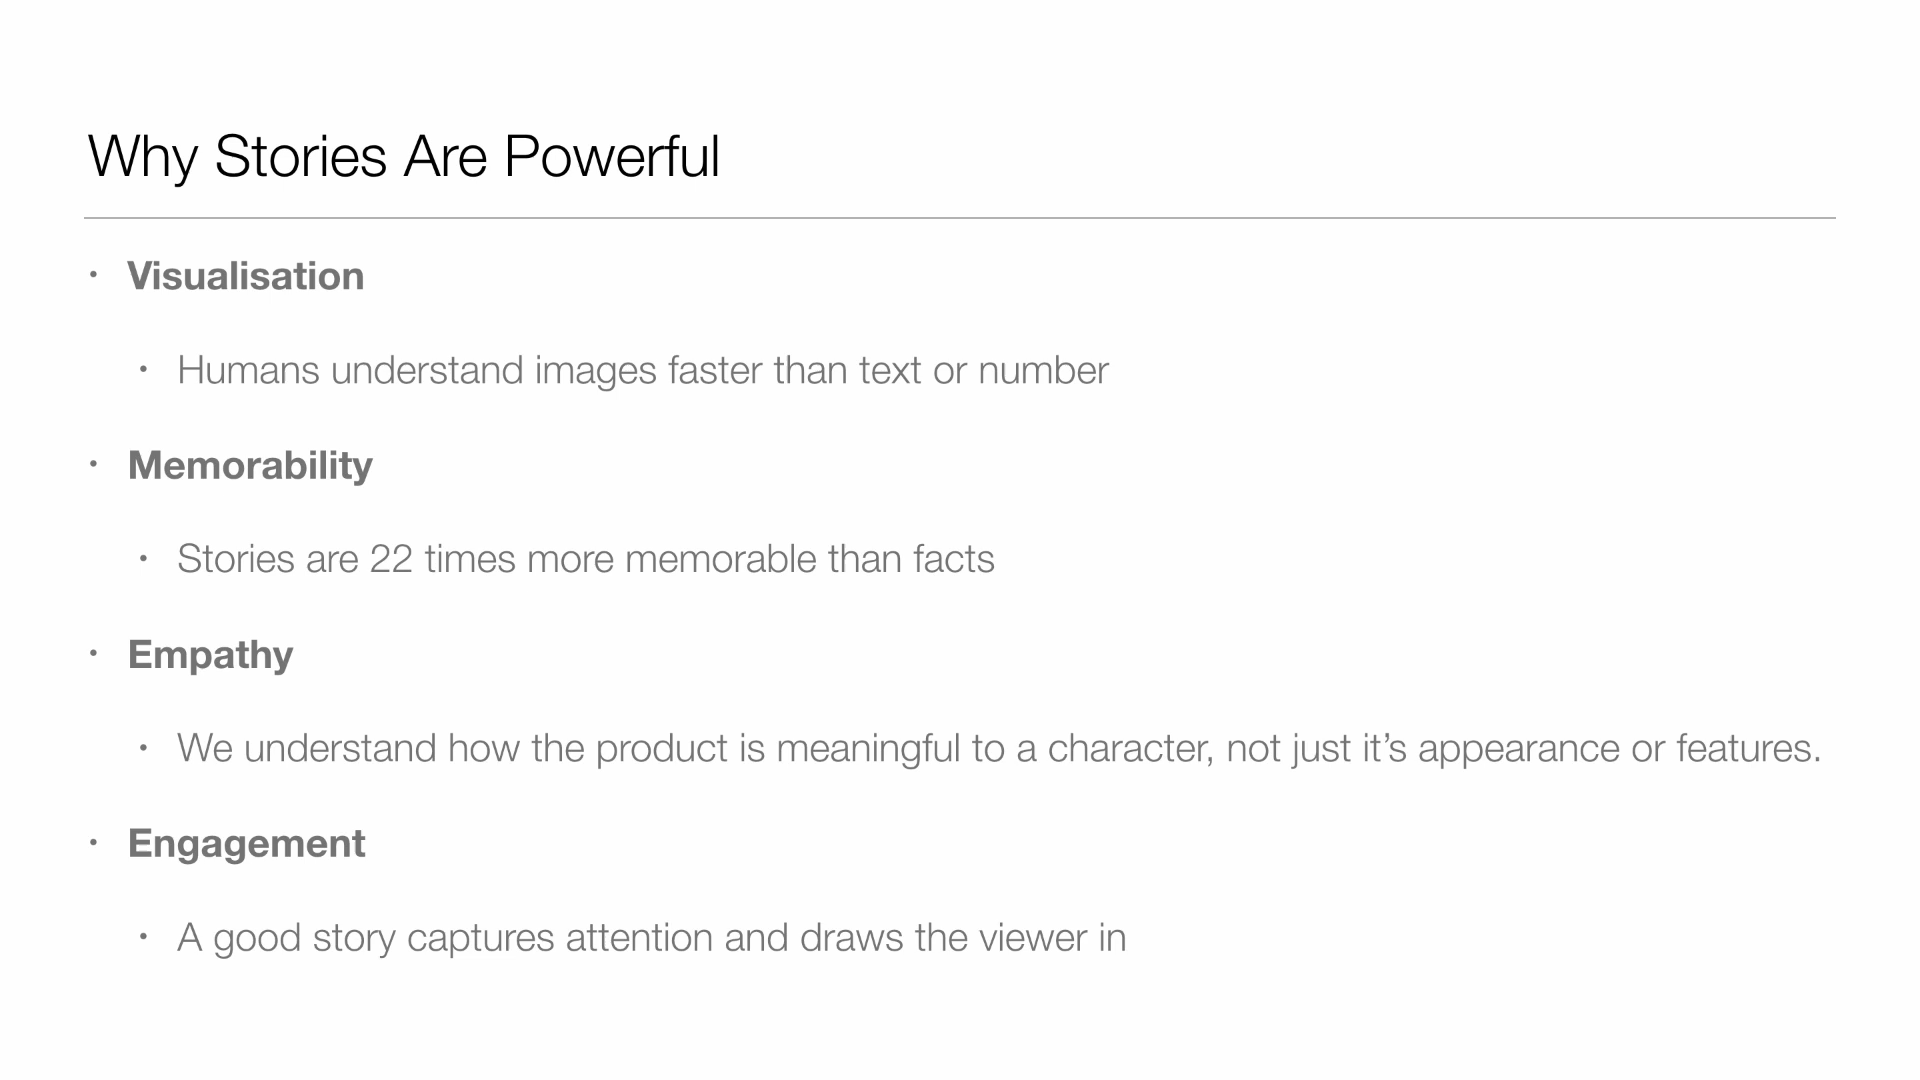 Why Stories Are Powerful
• Visualisation
• Humans understand images faster than text or number
• Memorability
• Stories are 22 times more memorable than facts
• Empathy
• We understand how the product is meaningful to a character, not just it’s appearance or features.
• Engagement
• A good story captures attention and draws the viewer in